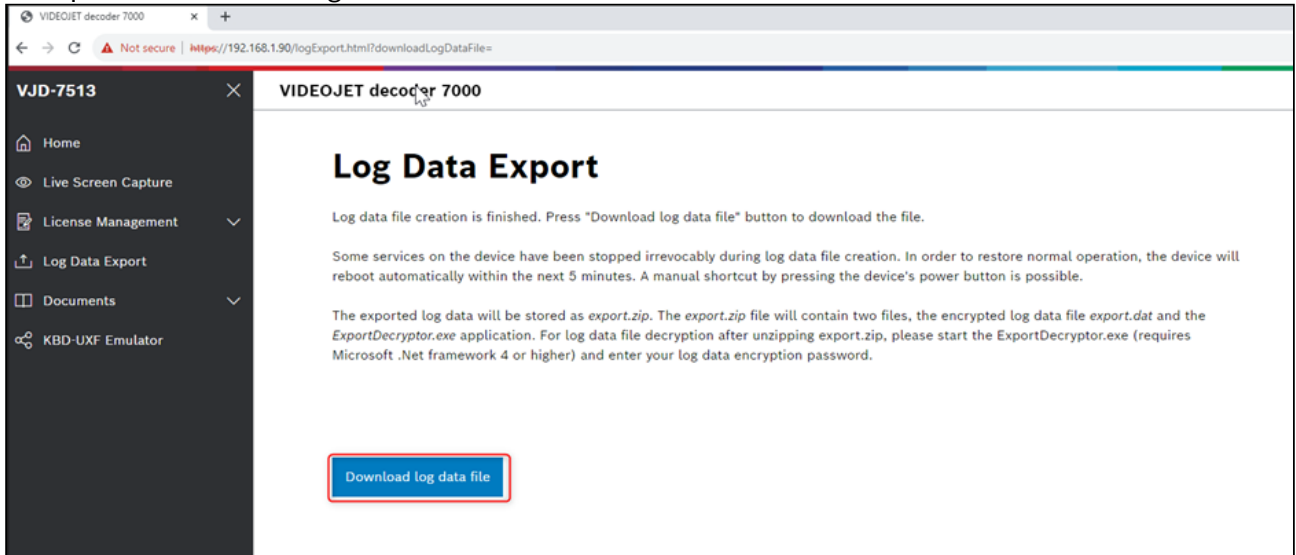 VIDEOJET decoder 7000
Not secure | https://192.168.1.90/logExport.html?downloadLogDataFile=
VJD-7513
VIDEOJET decoder 7000
Home
Live Screen Capture
License Management
Log Data Export
Documents
KBD-UXF Emulator
Log Data Export
Log data file creation is finished. Press "Download log data file" button to download the file.
Some services on the device have been stopped irrevocably during log data file creation. In order to restore normal operation, the device will
reboot automatically within the next 5 minutes. A manual shortcut by pressing the device's power button is possible.
The exported log data will be stored as export.zip. The export.zip file will contain two files, the encrypted log data file export.dat and the
ExportDecryptor.exe application. For log data file decryption after unzipping export.zip, please start the ExportDecryptor.exe (requires
Microsoft .Net framework 4 or higher) and enter your log data encryption password.
Download log data file